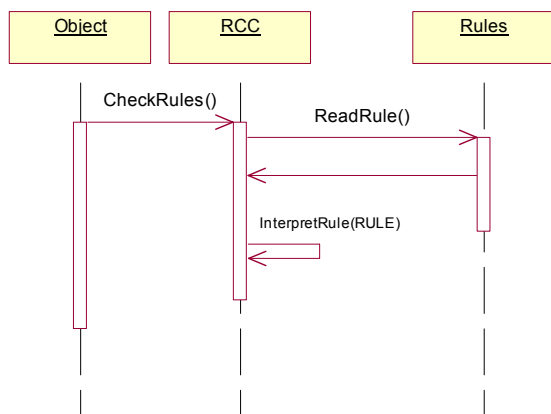 Object
RCC
Rules
CheckRules()
ReadRule()
InterpretRule(RULE)